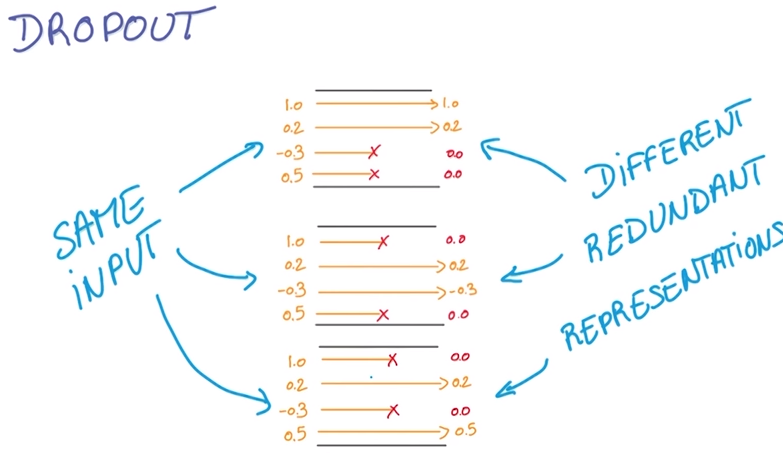 DROPOUT
1.0 1.0
0.2 0.2
-0.3 0.0
0.5 0.0
SAME
INPUT
1.0 0.0
0.2 0.2
-0.3 -0.3
0.5 0.0
1.0 0.0
0.2 0.2
-0.3 0.0
0.5 0.5
DiFFERENT
REDUNDANT
REPRESENTATiONS